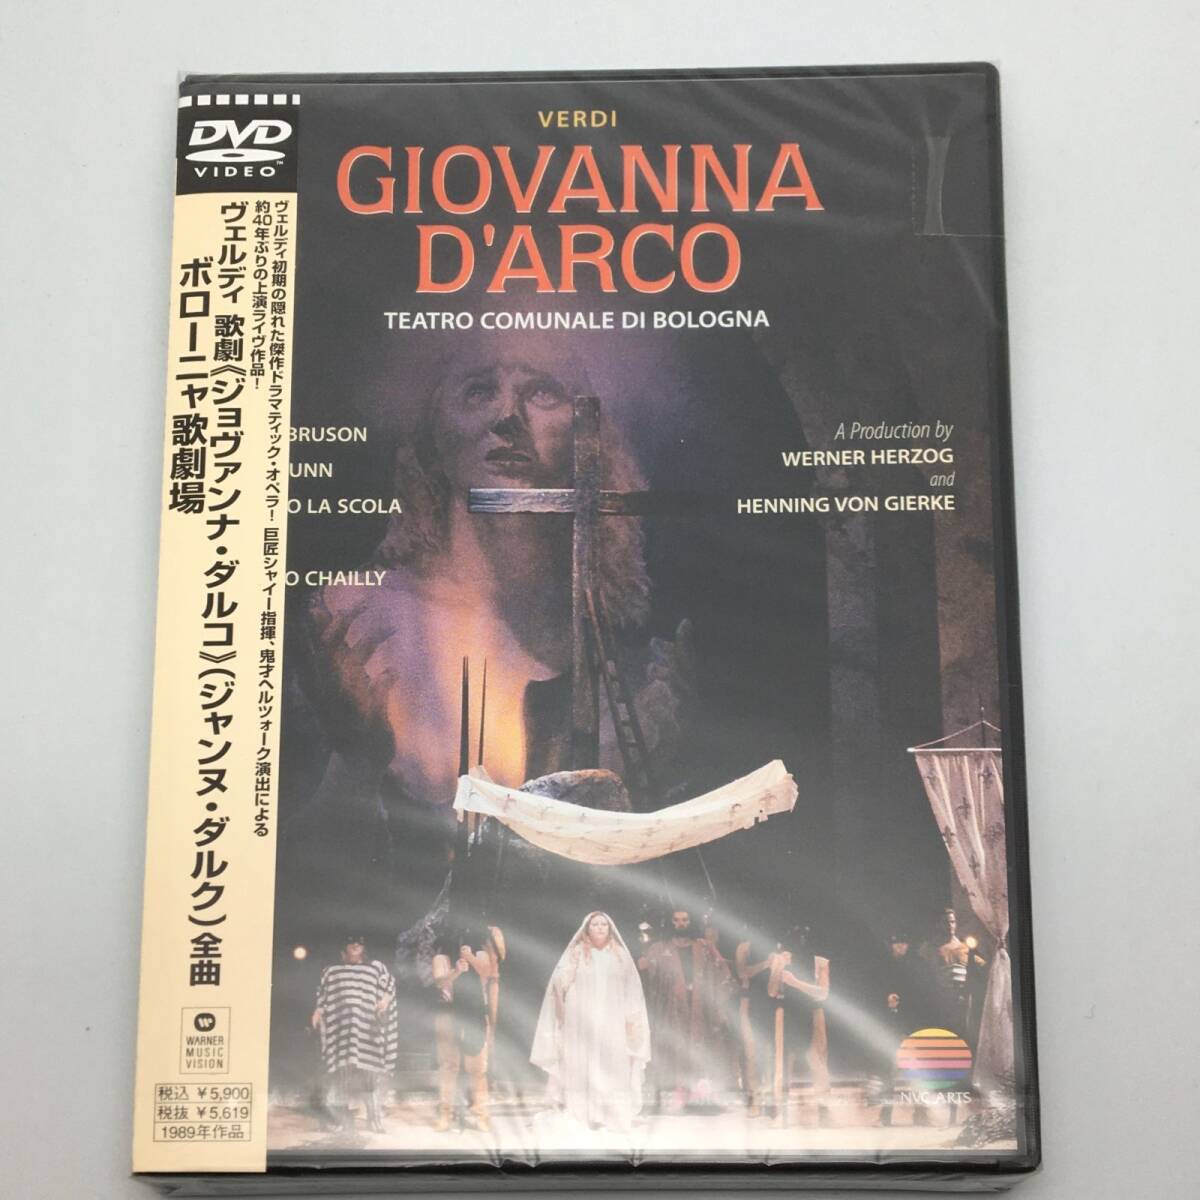 DVD
VIDEO™
ヴェルディ初期の隠れた傑作ドラマティック・オペラ！ 巨匠シャイー指揮、鬼才ヘルツォーク演出による
約40年ぶりの上演ライヴ作品！
ヴェルディ 歌劇《ジョヴァンナ・ダルコ》（ジャンヌ・ダルク）全曲
ボローニャ歌劇場
WARNER
MUSIC
VISION
税込 ¥5,900
税抜 ¥5,619
1989年作品
VERDI
GIOVANNA
D'ARCO
TEATRO COMUNALE DI BOLOGNA
BRUSON
UNN
O LA SCOLA
O CHAILLY
A Production by
WERNER HERZOG
and
HENNING VON GIERKE
NVC ARTS